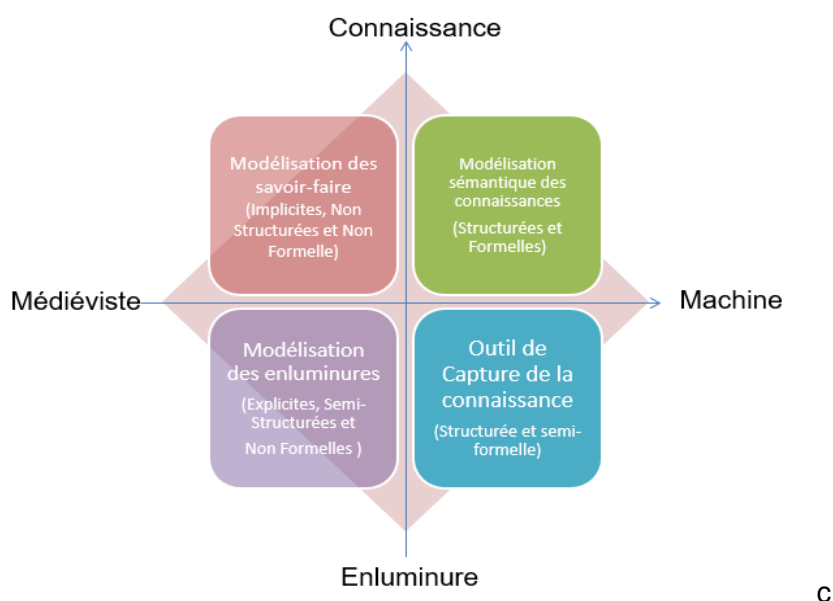 Connaissance
Modélisation des
savoir-faire
(Implicites, Non
Structurées et Non
Formelle)
Modélisation
sémantique des
connaissances
(Structurées et
Formelles)
Médiéviste
Machine
Modélisation
des enluminures
(Explicites, Semi-
Structurées et
Non Formelles )
Outil de
Capture de la
connaissance
(Structurée et semi-
formelle)
Enluminure
c